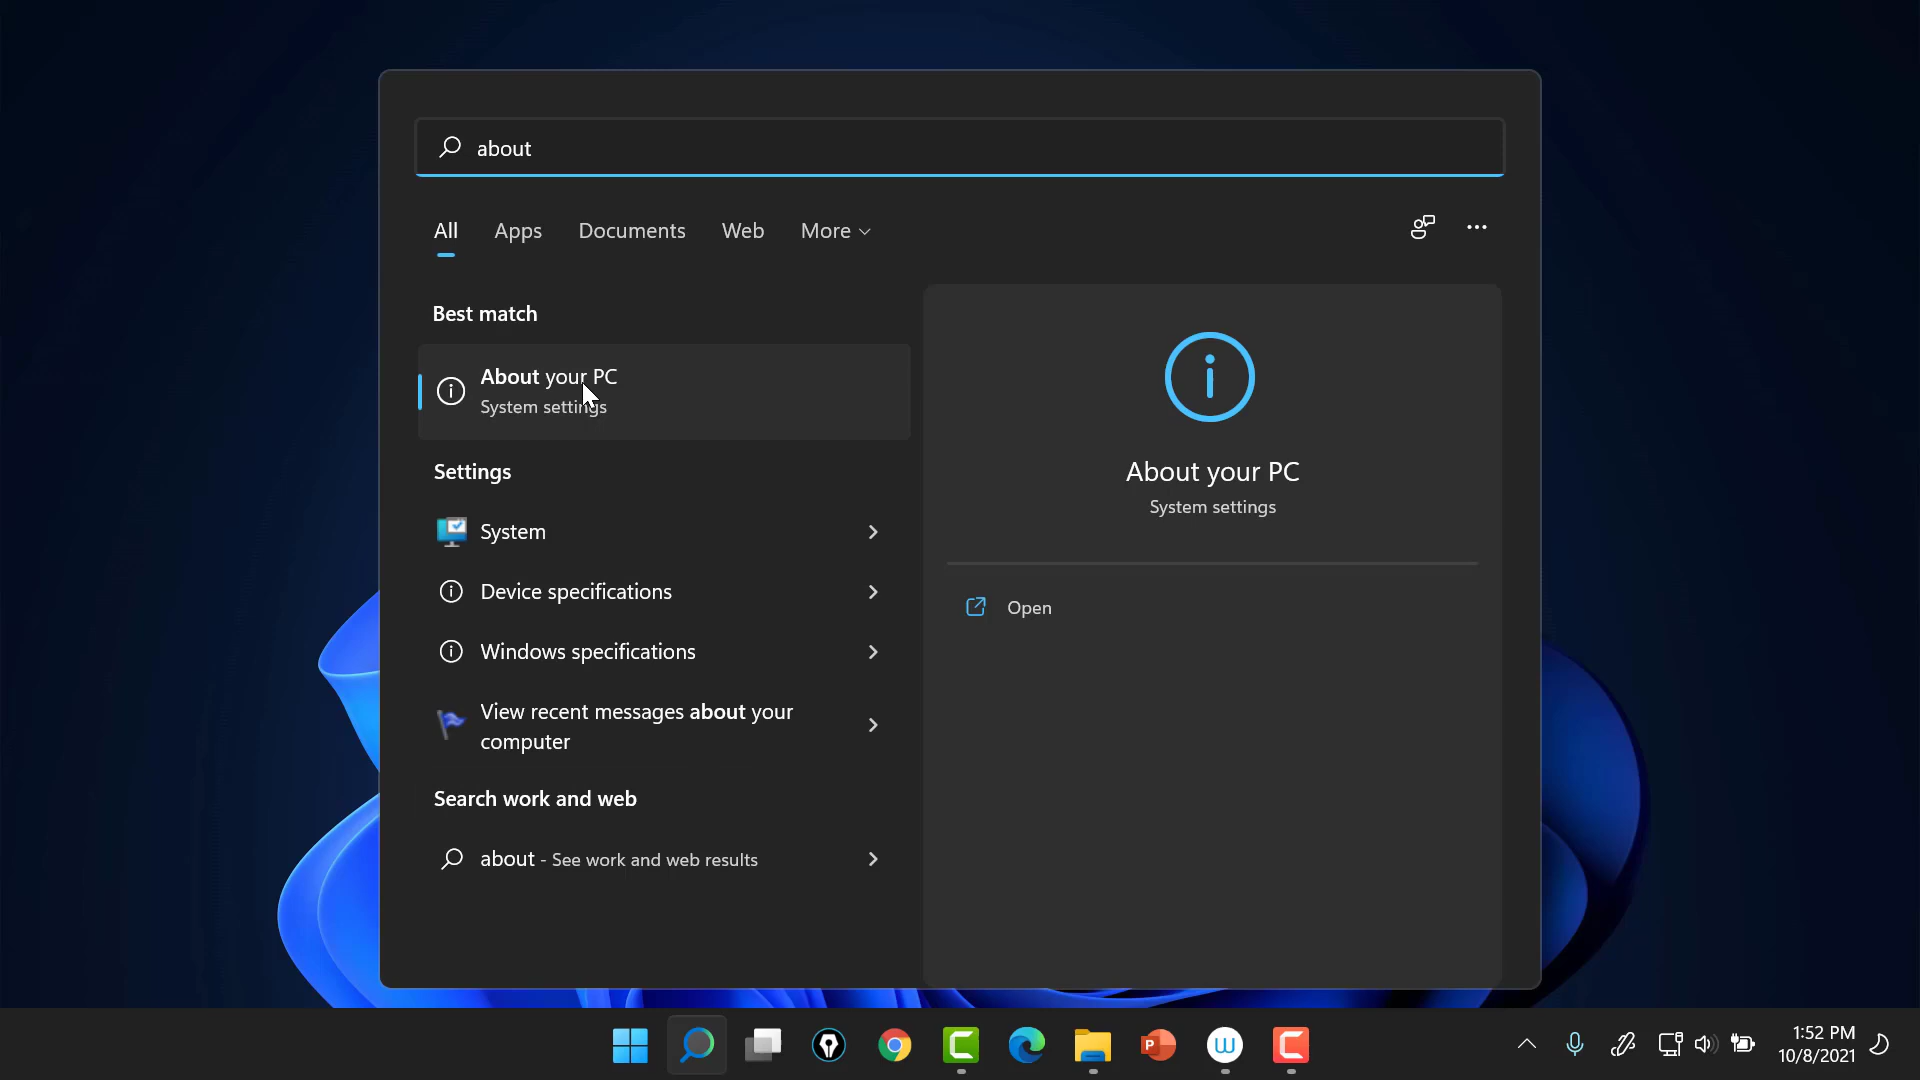 about
All Apps Documents Web More
Best match
About your PC
System settings
Settings
System
Device specifications
Windows specifications
View recent messages about your
computer
Search work and web
about - See work and web results
About your PC
System settings
Open
1:52 PM
10/8/2021